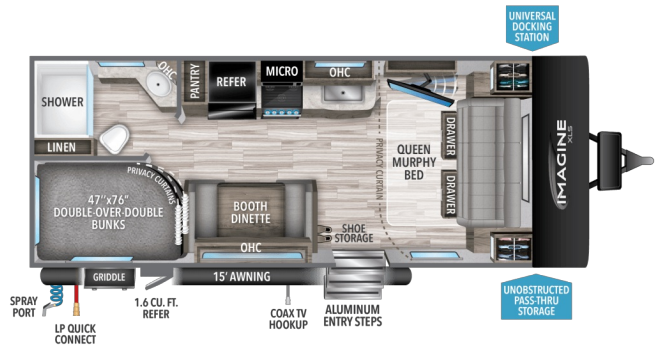 UNIVERSAL
DOCKING
STATION
OHC
PANTRY
REFER
MICRO
OHC
SHOWER
LINEN
PRIVACY CURTAINS
47"x76"
DOUBLE-OVER-DOUBLE
BUNKS
BOOTH
DINETTE
OHC
SHOE
STORAGE
PRIVACY CURTAIN
QUEEN
MURPHY
BED
DRAWER
DRAWER
IMAGINE
XLS
GRIDDLE
15' AWNING
SPRAY
PORT
LP QUICK
CONNECT
1.6 CU. FT.
REFER
COAX TV
HOOKUP
ALUMINUM
ENTRY STEPS
UNOBSTRUCTED
PASS-THRU
STORAGE